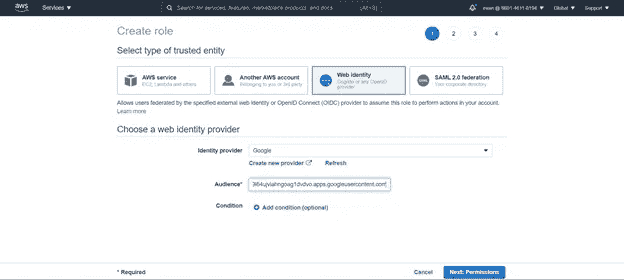 aws
Services
Search for services, features, marketplace products, and docs
[Alt+S]
Global
Support
Create role
1
2
3
4
Select type of trusted entity
AWS service
EC2, Lambda and others
Another AWS account
Belonging to you or 3rd party
Web identity
Cognito or any OpenID
provider
SAML
SAML 2.0 federation
Your corporate directory
Allows users federated by the specified external web identity or OpenID Connect (OIDC) provider to assume this role to perform actions in your account.
Learn more
Choose a web identity provider
Identity provider
Google
Create new provider
Refresh
Audience*
.apps.googleusercontent.com
Condition
Add condition (optional)
* Required
Cancel
Next: Permissions